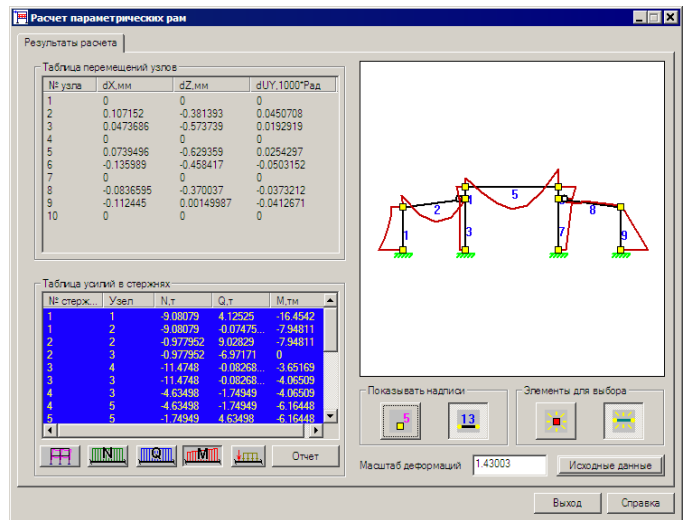 Расчет параметрических рам
Результаты расчета
Таблица перемещений узлов
№ узла dX,мм dZ,мм dUY,1000*Рад
1 0 0 0
2 0.107152 -0.381393 0.0450708
3 0.0473686 -0.573739 0.0192919
4 0 0 0
5 0.0739496 -0.629359 0.0254297
6 -0.135989 -0.458417 -0.0503152
7 0 0 0
8 -0.0836595 -0.370037 -0.0373212
9 -0.112445 0.00149987 -0.0412671
10 0 0 0
Таблица усилий в стержнях
№ стерж... Узел N,т Q,т M,тм
1 1 -9.08079 4.12525 -16.4542
1 2 -9.08079 -0.07475... -7.94811
2 2 -0.977952 9.02829 -7.94811
2 3 -0.977952 -6.97171 0
3 4 -11.4748 -0.08268... -3.65169
3 3 -11.4748 -0.08268... -4.06509
4 3 -4.63498 -1.74949 -4.06509
4 5 -4.63498 -1.74949 -6.16448
5 5 -1.74949 4.63498 -6.16448
N Q M Отчет
1 2 3 5 7 8 9
Показывать надписи
5 13
Элементы для выбора
Масштаб деформаций 1.43003 Исходные данные
Выход Справка